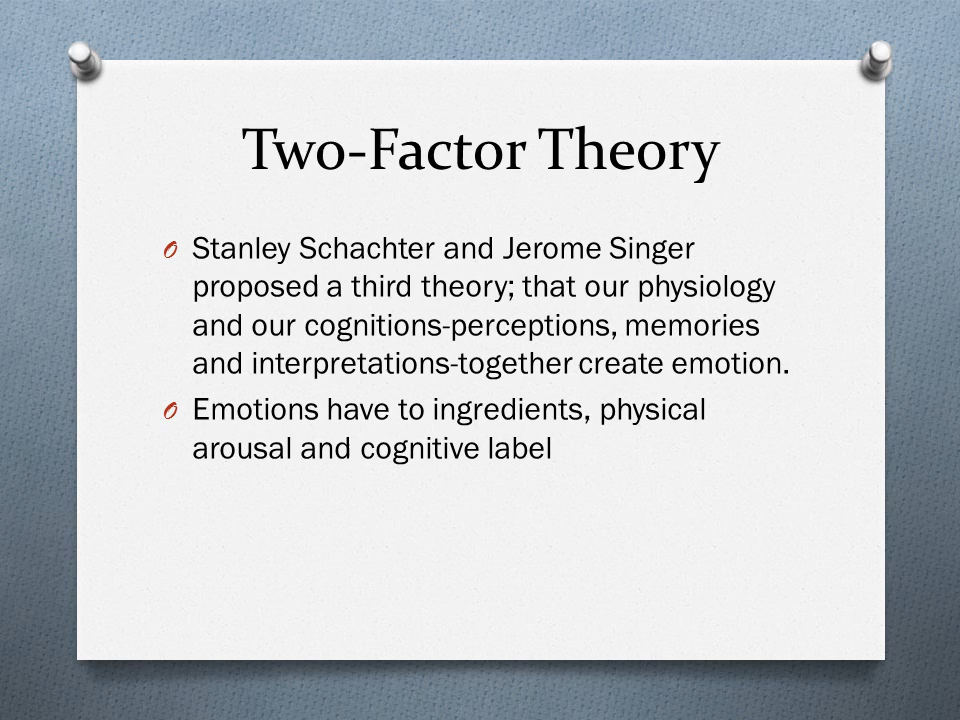 Two-Factor Theory
Stanley Schachter and Jerome Singer
proposed a third theory; that our physiology
and our cognitions-perceptions, memories
and interpretations-together create emotion.
Emotions have to ingredients, physical
arousal and cognitive label